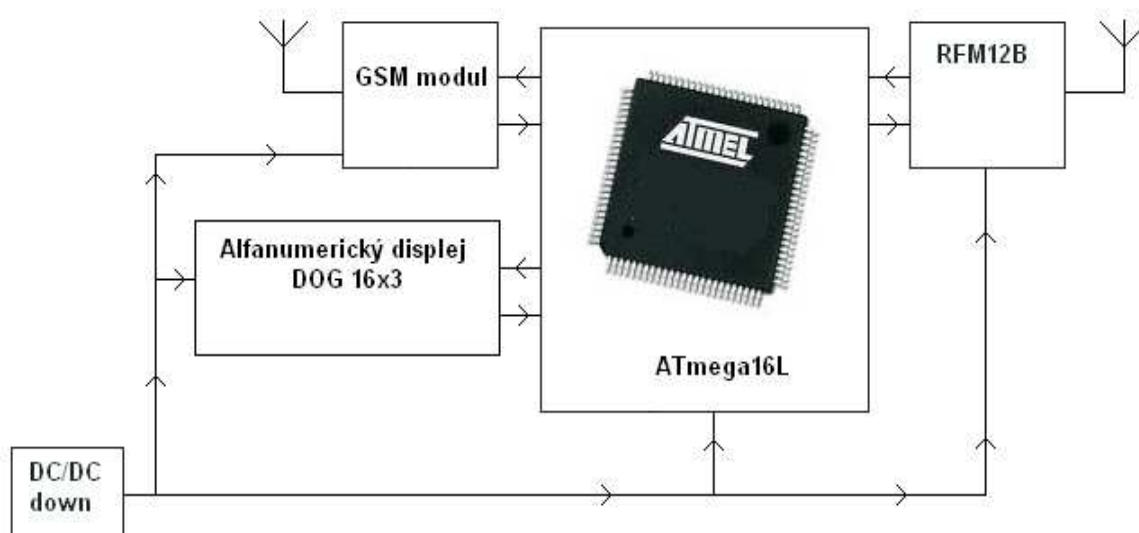 GSM modul
RFM12B
ATMEL
Alfanumerický displej
DOG 16x3
ATmega16L
DC/DC
down